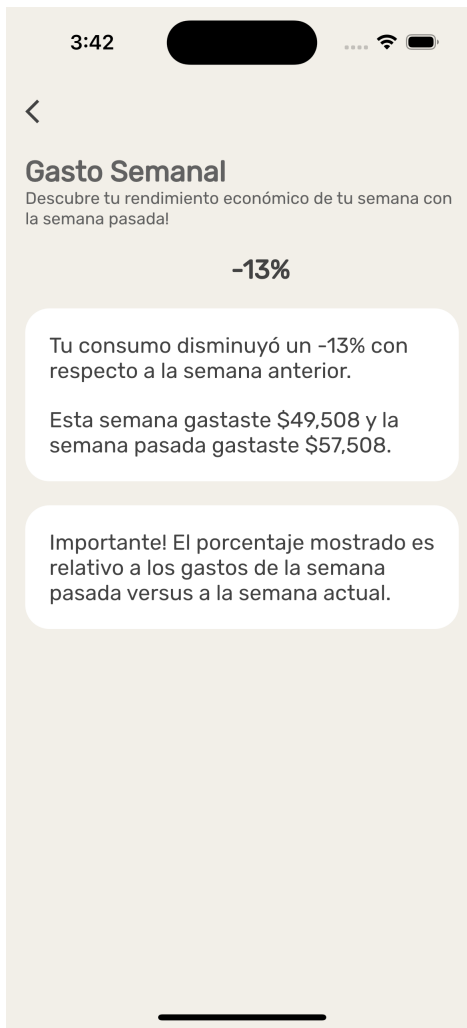 3:42
Gasto Semanal
Descubre tu rendimiento económico de tu semana con
la semana pasada!
-13%
Tu consumo disminuyó un -13% con
respecto a la semana anterior.
Esta semana gastaste $49,508 y la
semana pasada gastaste $57,508.
Importante! El porcentaje mostrado es
relativo a los gastos de la semana
pasada versus a la semana actual.